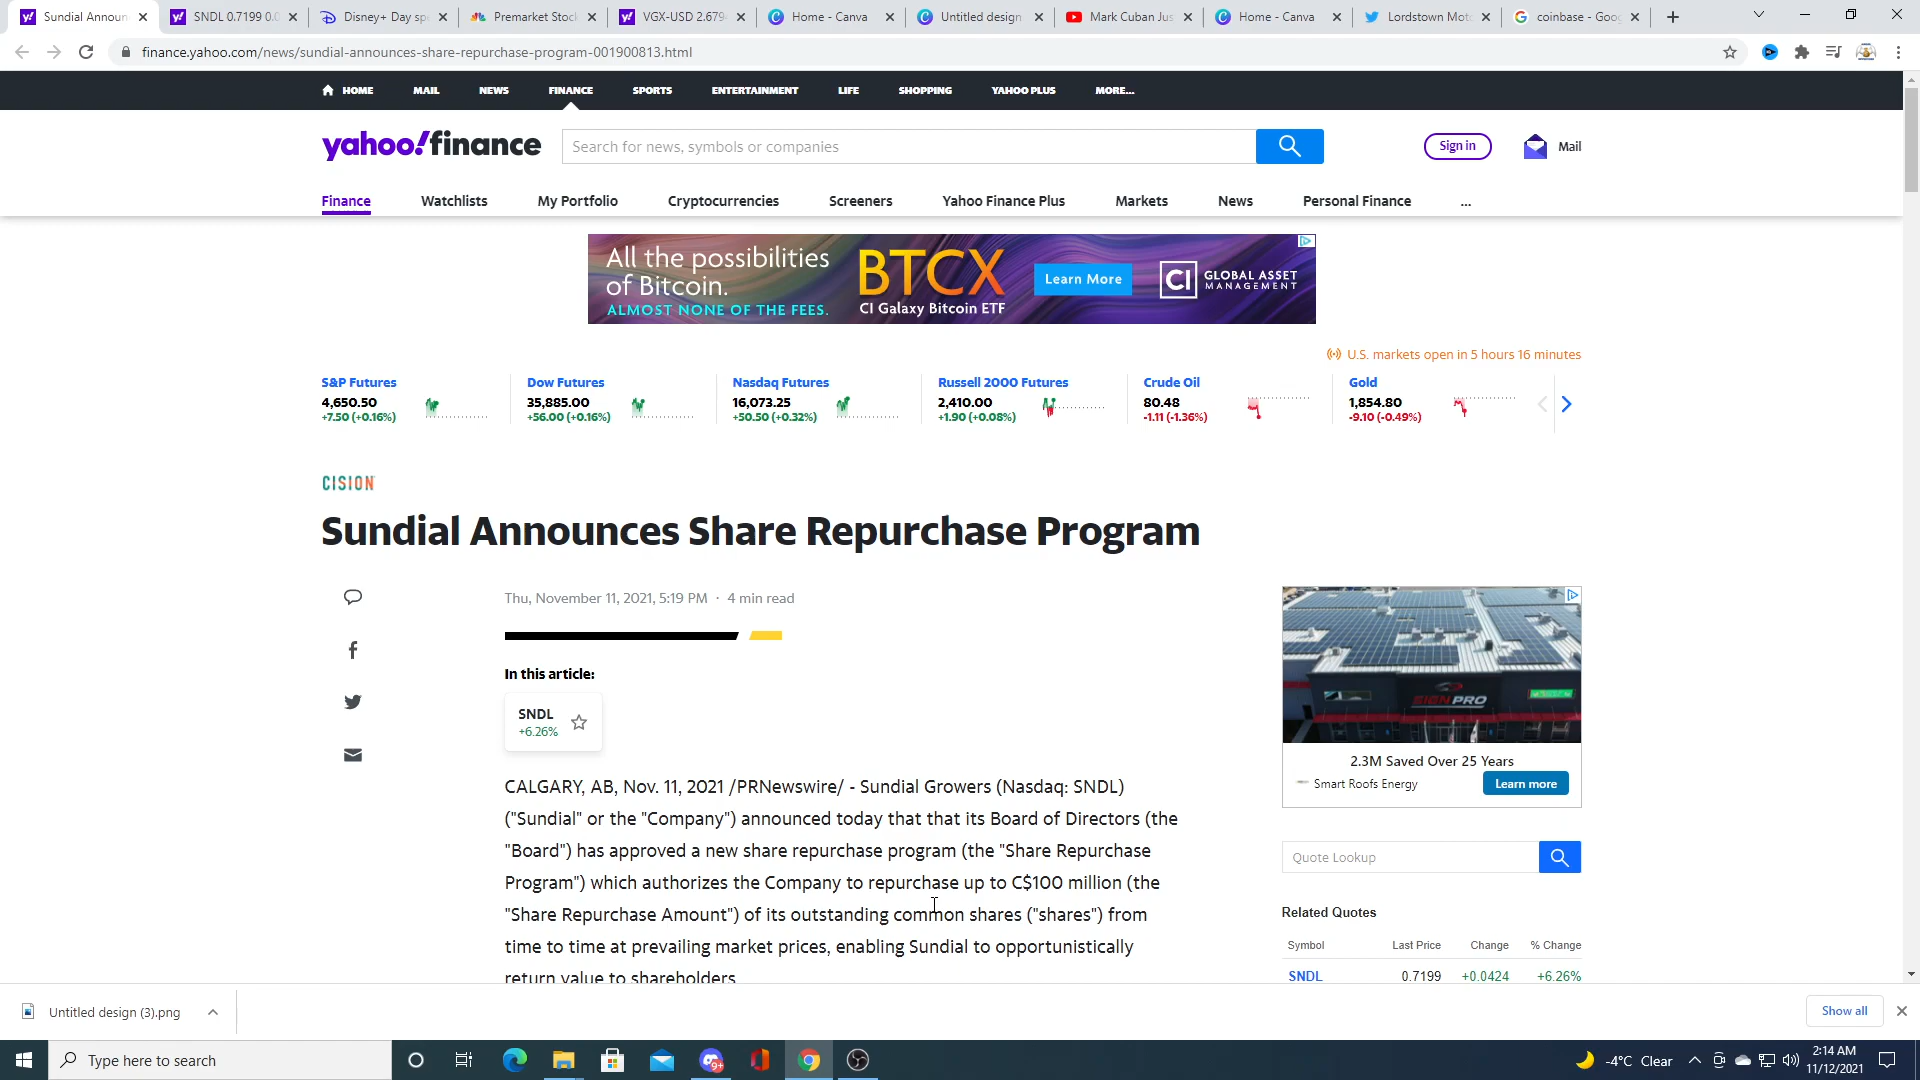 Sundial Announ
SNDL 0.7199 0.0
Disney+ Day spe
Premarket Stock
VGX-USD 2.679
Home - Canva
Untitled design
Mark Cuban Jus
Home - Canva
Lordstown Moto
coinbase - Goog
finance.yahoo.com/news/sundial-announces-share-repurchase-program-001900813.html
HOME MAIL NEWS FINANCE SPORTS ENTERTAINMENT LIFE SHOPPING YAHOO PLUS MORE...
yahoo!finance
Search for news, symbols or companies
Sign in
Mail
Finance Watchlists My Portfolio Cryptocurrencies Screeners Yahoo Finance Plus Markets News Personal Finance ...
All the possibilities
of Bitcoin.
ALMOST NONE OF THE FEES.
BTCX
CI Galaxy Bitcoin ETF
Learn More
CI GLOBAL ASSET
MANAGEMENT
U.S. markets open in 5 hours 16 minutes
S&P Futures
4,650.50
+7.50 (+0.16%)
Dow Futures
35,885.00
+56.00 (+0.16%)
Nasdaq Futures
16,073.25
+50.50 (+0.32%)
Russell 2000 Futures
2,410.00
+1.90 (+0.08%)
Crude Oil
80.48
-1.11 (-1.36%)
Gold
1,854.80
-9.10 (-0.49%)
CISION
Sundial Announces Share Repurchase Program
Thu, November 11, 2021, 5:19 PM · 4 min read
In this article:
SNDL
+6.26%
CALGARY, AB, Nov. 11, 2021 /PRNewswire/ - Sundial Growers (Nasdaq: SNDL)
("Sundial" or the "Company") announced today that that its Board of Directors (the
"Board") has approved a new share repurchase program (the "Share Repurchase
Program") which authorizes the Company to repurchase up to C$100 million (the
"Share Repurchase Amount") of its outstanding common shares ("shares") from
time to time at prevailing market prices, enabling Sundial to opportunistically
return value to shareholders
SIGN PRO
2.3M Saved Over 25 Years
Smart Roofs Energy
Learn more
Quote Lookup
Related Quotes
Symbol Last Price Change % Change
SNDL 0.7199 +0.0424 +6.26%
Untitled design (3).png
Show all
Type here to search
9+
-4°C Clear
2:14 AM
11/12/2021